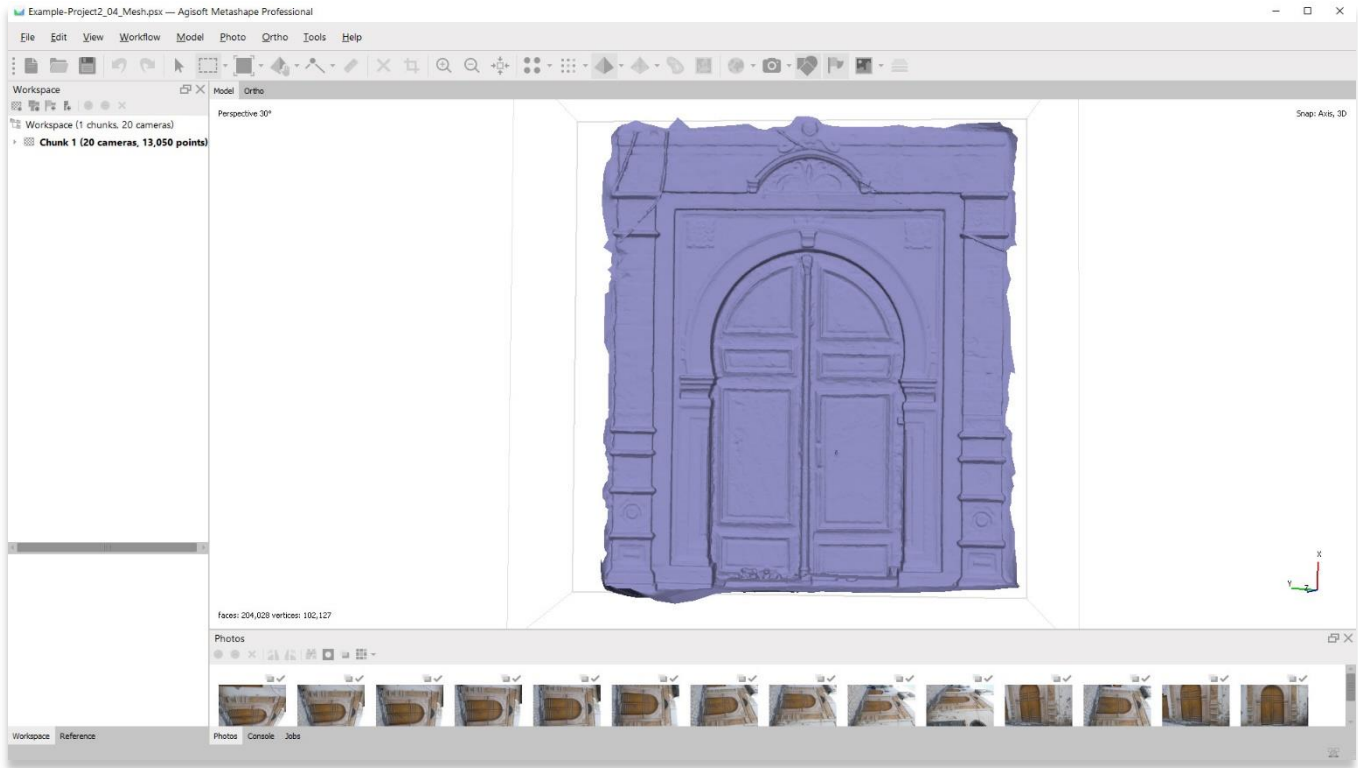 Example-Project2_04_Mesh.psx — Agisoft Metashape Professional
File Edit View Workflow Model Photo Ortho Tools Help
Workspace
Model Ortho
Perspective 30°
Snap: Axis, 3D
Workspace (1 chunks, 20 cameras)
Chunk 1 (20 cameras, 13,050 points)
X
Y
Z
faces: 204,028 vertices: 102,127
Photos
Workspace Reference
Photos Console Jobs